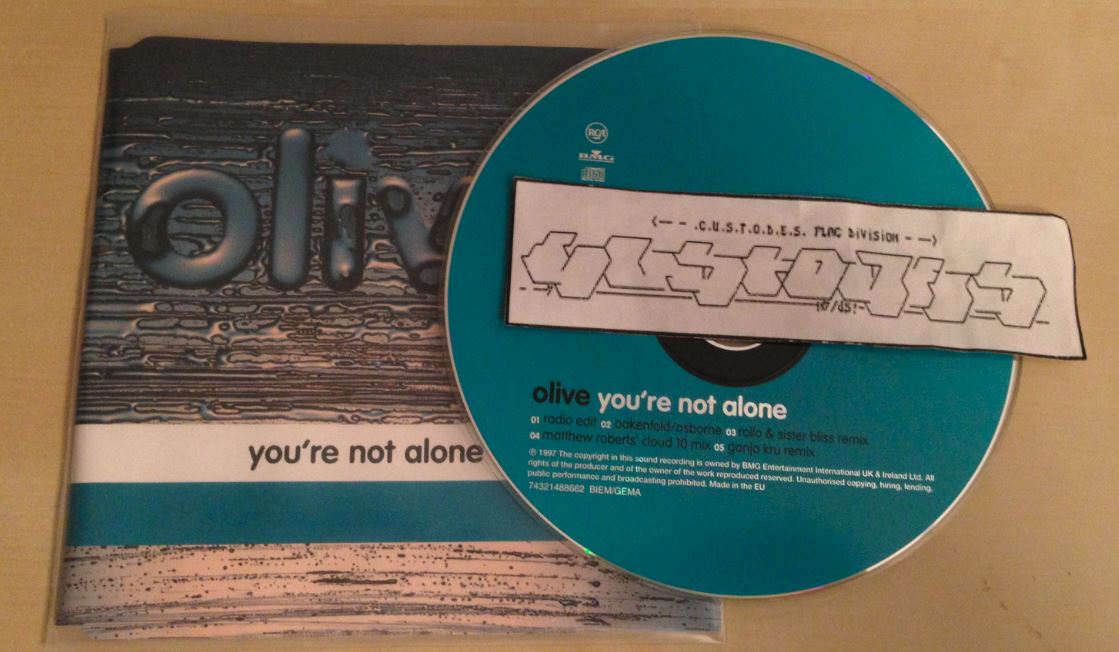 olive
you're not alone
RCA
BMG
<-- - .C.U.S.T.O.D.E.S. FLAC DiViSiON - -->
CUSTODES
olive you're not alone
01 radio edit 02 oakenfold/osborne 03 rollo & sister bliss remix
04 matthew roberts' cloud 10 mix 05 ganja kru remix
℗ 1997 The copyright in this sound recording is owned by BMG Entertainment International UK & Ireland Ltd. All
rights of the producer and of the owner of the work reproduced reserved. Unauthorised copying, hiring, lending,
public performance and broadcasting prohibited. Made in the EU
74321488662 BIEM/GEMA